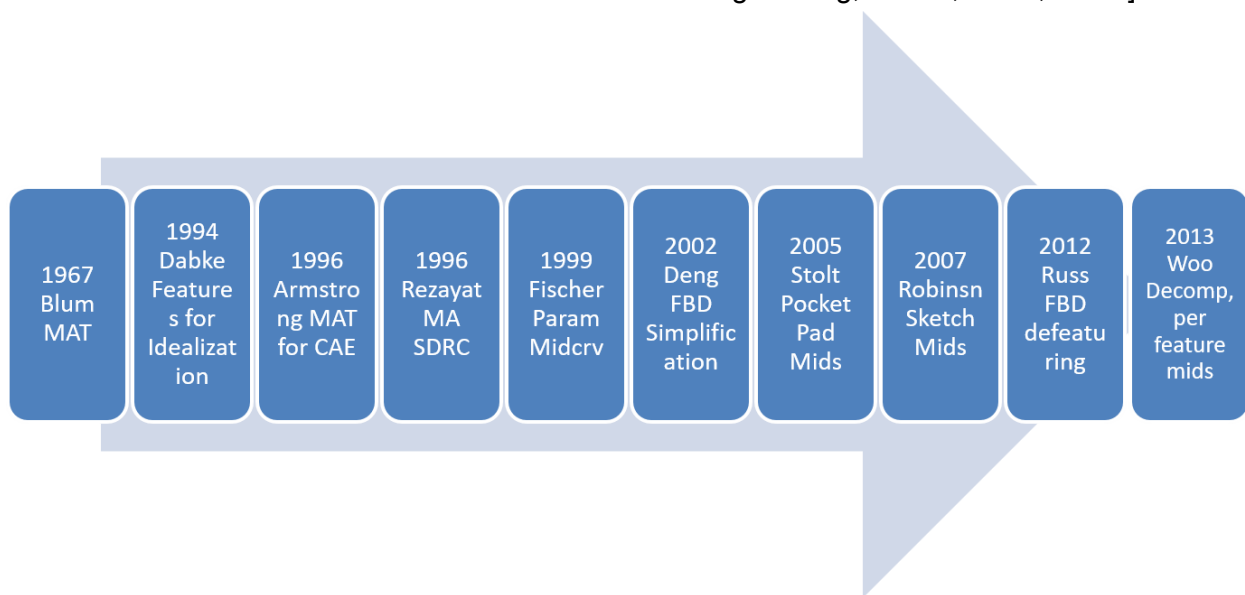 1967
Blum
MAT
1994
Dabke
Feature
s for
Idealizat
ion
1996
Armstro
ng MAT
for CAE
1996
Rezayat
MA
SDRC
1999
Fischer
Param
Midcrv
2002
Deng
FBD
Simplific
ation
2005
Stolt
Pocket
Pad
Mids
2007
Robinsn
Sketch
Mids
2012
Russ
FBD
defeatu
ring
2013
Woo
Decomp,
per
feature
mids